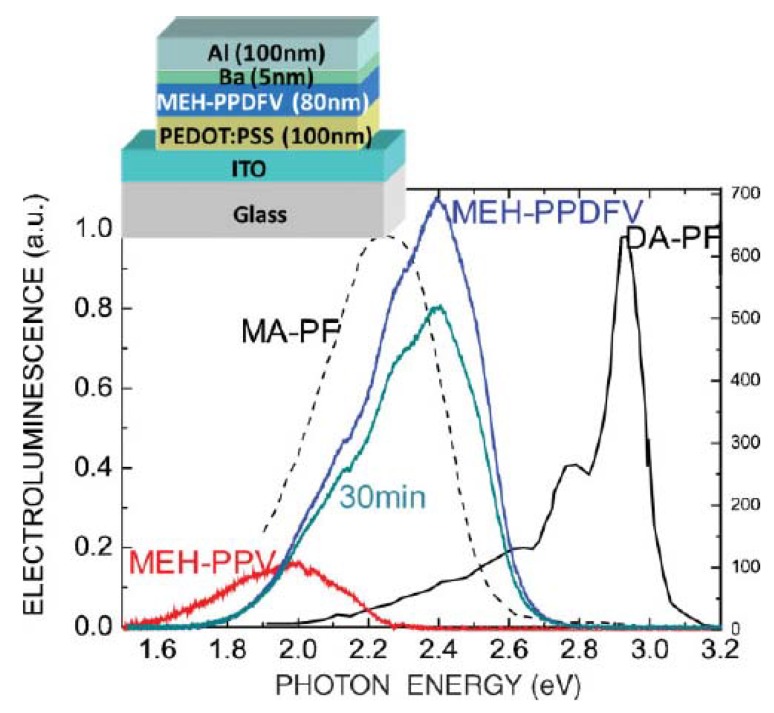 Al (100nm)
Ba (5nm)
MEH-PPDFV (80nm)
PEDOT:PSS (100nm)
ITO
Glass
MEH-PPDFV
DA-PF
MA-PF
30min
MEH-PPV
ELECTROLUMINESCENCE (a.u.)
1.0
0.8
0.6
0.4
0.2
0.0
700
600
500
400
300
200
100
0
1.6 2.0 2.2 2.4 2.6 2.8 3.0 3.2
PHOTON ENERGY (eV)